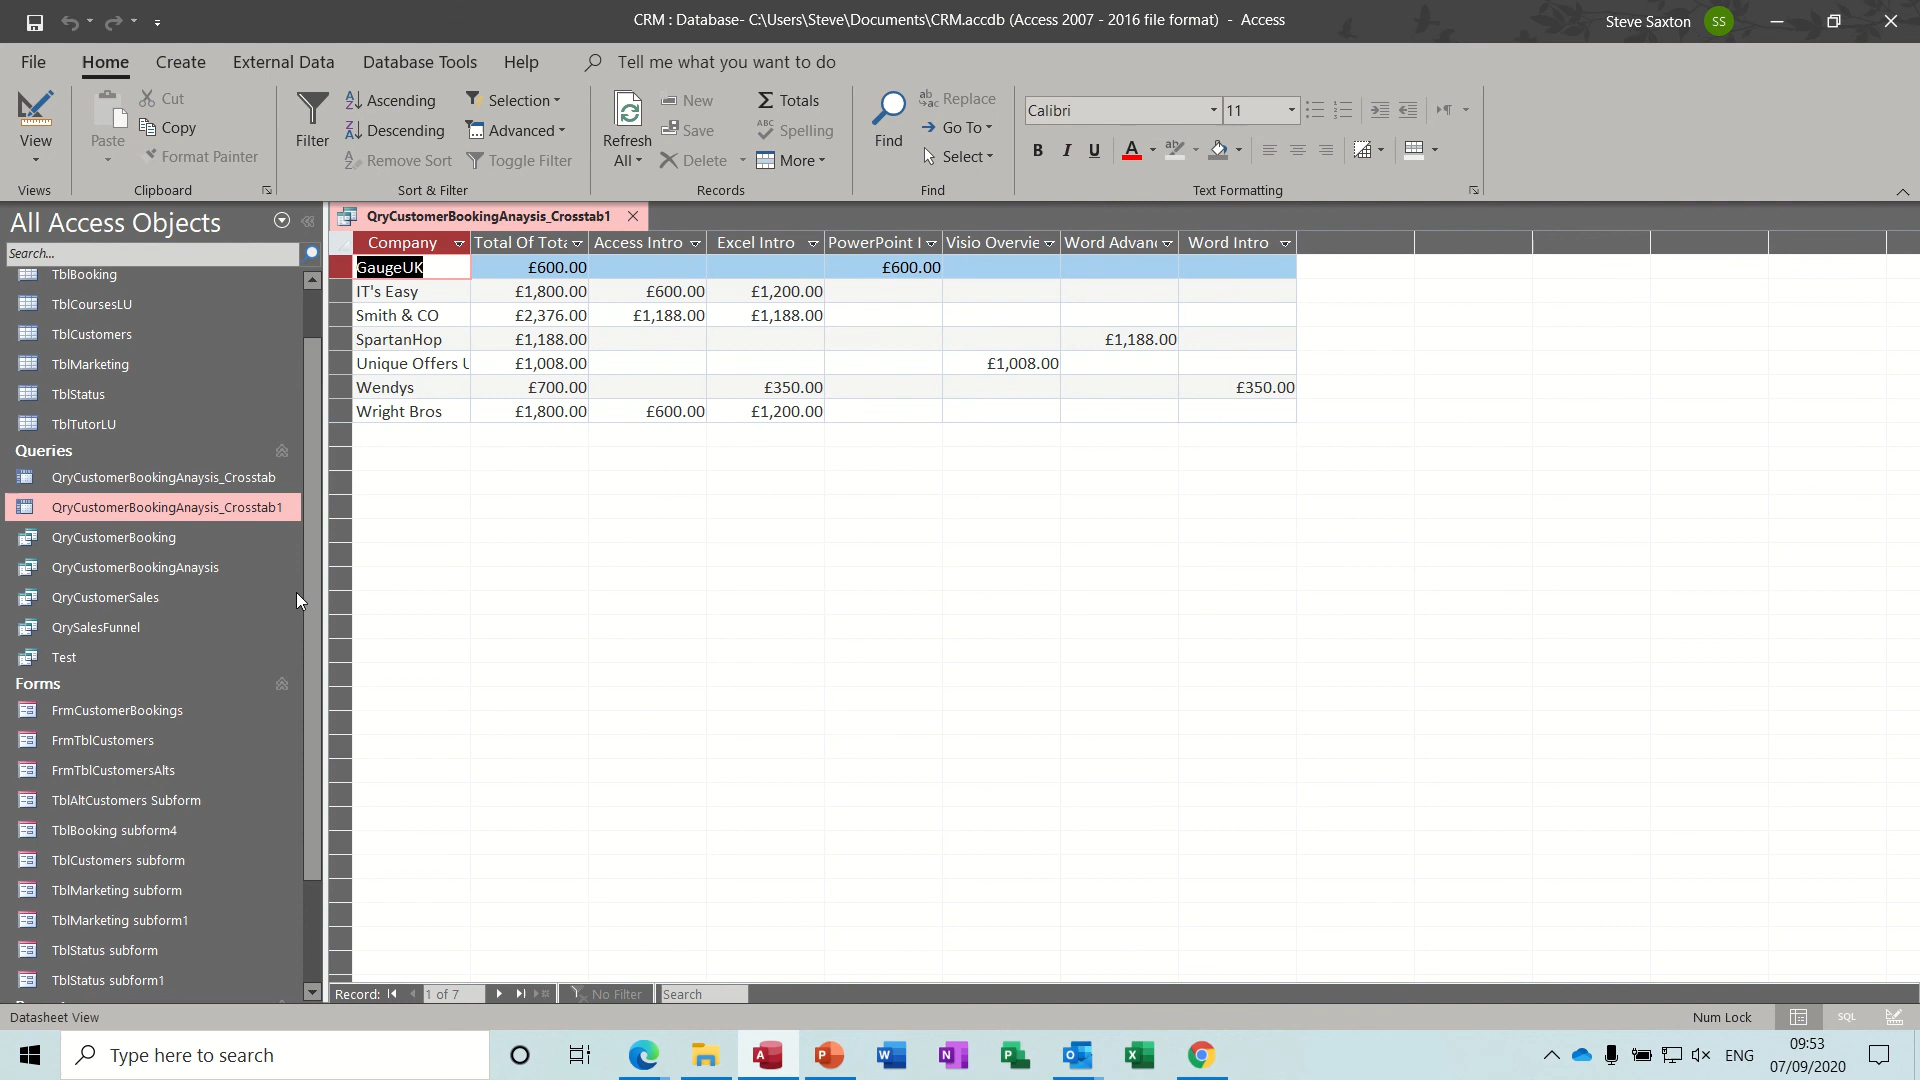 CRM : Database- C:\Users\Steve\Documents\CRM.accdb (Access 2007 - 2016 file format) - Access
Steve Saxton
SS
File Home Create External Data Database Tools Help Tell me what you want to do
View
Views
Paste
Cut
Copy
Format Painter
Clipboard
Filter
Ascending
Descending
Remove Sort
Selection
Advanced
Toggle Filter
Sort & Filter
Refresh
All
New
Save
Delete
Totals
Spelling
More
Records
Find
Replace
Go To
Select
Find
Calibri
11
B I U
Text Formatting
All Access Objects
Search...
TblBooking
TblCoursesLU
TblCustomers
TblMarketing
TblStatus
TblTutorLU
Queries
QryCustomerBookingAnaysis_Crosstab
QryCustomerBookingAnaysis_Crosstab1
QryCustomerBooking
QryCustomerBookingAnaysis
QryCustomerSales
QrySalesFunnel
Test
Forms
FrmCustomerBookings
FrmTblCustomers
FrmTblCustomersAlts
TblAltCustomers Subform
TblBooking subform4
TblCustomers subform
TblMarketing subform
TblMarketing subform1
TblStatus subform
TblStatus subform1
QryCustomerBookingAnaysis_Crosstab1
Company Total Of Tota Access Intro Excel Intro PowerPoint I Visio Overvie Word Advanc Word Intro
GaugeUK £600.00 £600.00
IT's Easy £1,800.00 £600.00 £1,200.00
Smith & CO £2,376.00 £1,188.00 £1,188.00
SpartanHop £1,188.00 £1,188.00
Unique Offers U £1,008.00 £1,008.00
Wendys £700.00 £350.00 £350.00
Wright Bros £1,800.00 £600.00 £1,200.00
Record: 1 of 7 No Filter Search
Datasheet View
Num Lock
SQL
Type here to search
ENG
09:53
07/09/2020